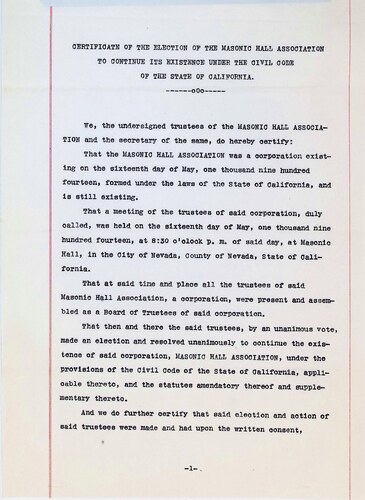 CERTIFICATE OF THE ELECTION OF THE MASONIC HALL ASSOCIATION
TO CONTINUE ITS EXISTENCE UNDER THE CIVIL CODE
OF THE STATE OF CALIFORNIA.
------o0o-----
We, the undersigned trustees of the MASONIC HALL ASSOCIA-
TION and the secretary of the same, do hereby certify:
That the MASONIC HALL ASSOCIATION was a corporation exist-
ing on the sixteenth day of May, one thousand nine hundred
fourteen, formed under the laws of the State of California, and
is still existing.
That a meeting of the trustees of said corporation, duly
called, was held on the sixteenth day of May, one thousand nine
hundred fourteen, at 8:30 o'clock p. m. of said day, at Masonic
Hall, in the City of Nevada, County of Nevada, State of Cali-
fornia.
That at said time and place all the trustees of said
Masonic Hall Association, a corporation, were present and assem-
bled as a Board of Trustees of said corporation.
That then and there the said trustees, by an unanimous vote,
made an election and resolved unanimously to continue the exis-
tence of said corporation, MASONIC HALL ASSOCIATION, under the
provisions of the Civil Code of the State of California, appli-
cable thereto, and the statutes amendatory thereof and supple-
mentary thereto.
And we do further certify that said election and action of
said trustees were made and had upon the written consent,
-1-